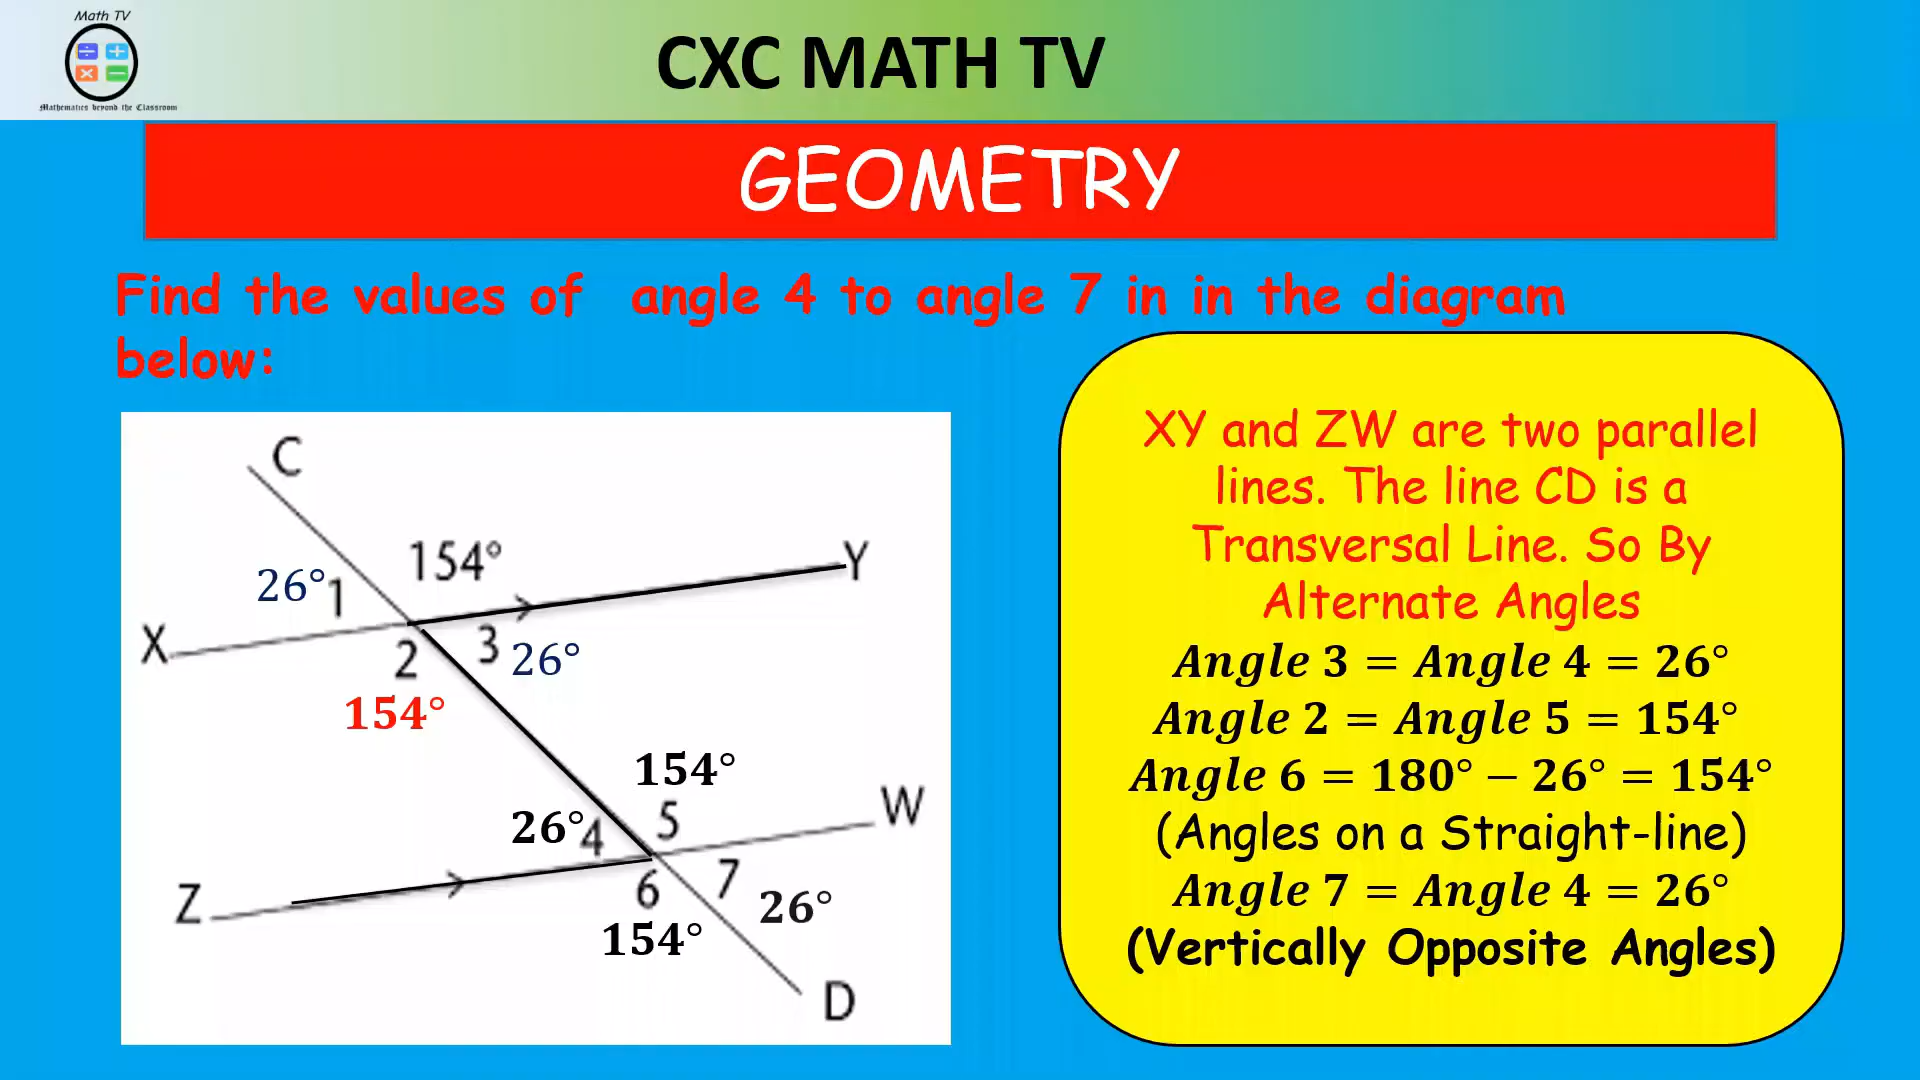 Math TV
Mathematics beyond the Classroom
CXC MATH TV
GEOMETRY
Find the values of angle 4 to angle 7 in in the diagram
below:
C
154°
Y
26°
1
X
2
3
26°
154°
154°
W
26°
4
5
Z
6
7
26°
154°
D
÷
+
×
−
XY and ZW are two parallel
lines. The line CD is a
Transversal Line. So By
Alternate Angles
Angle 3 = Angle 4 = 26°
Angle 2 = Angle 5 = 154°
Angle 6 = 180° − 26° = 154°
(Angles on a Straight-line)
Angle 7 = Angle 4 = 26°
(Vertically Opposite Angles)